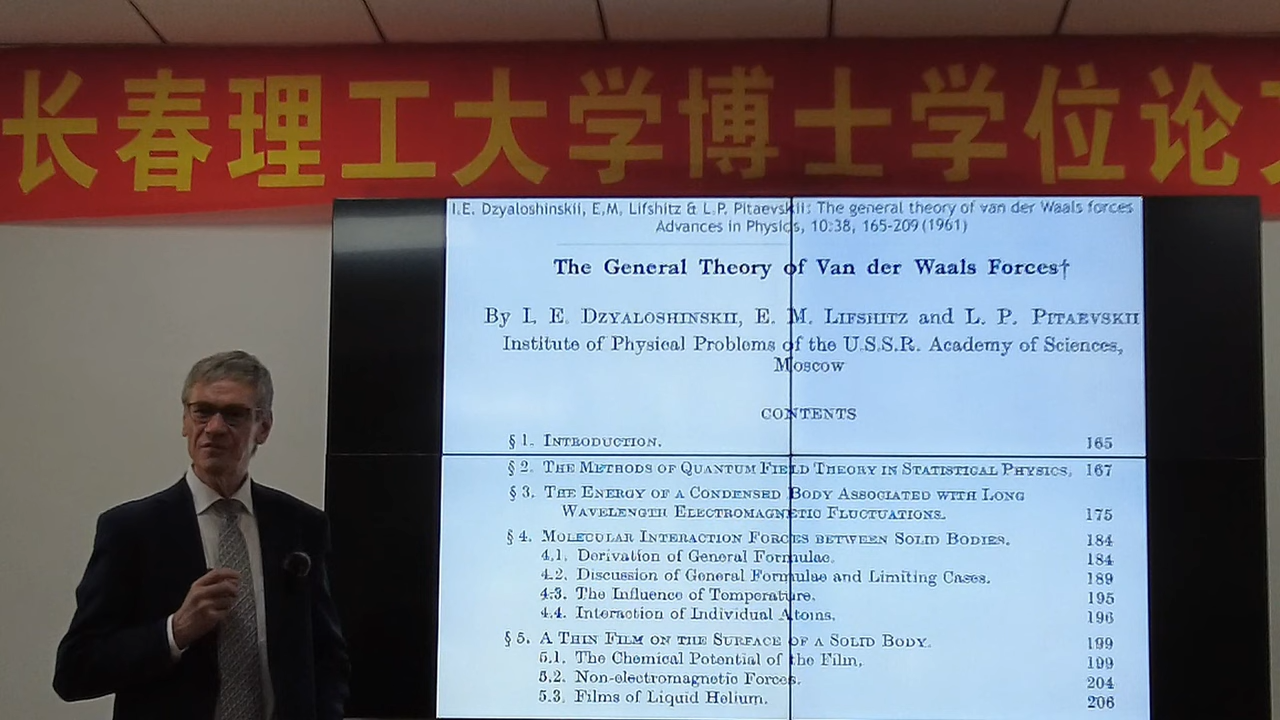 长春理工大学博士学位论
I.E. Dzyaloshinskii, E.M. Lifshitz & L.P. Pitaevskii: The general theory of van der Waals forces
Advances in Physics, 10:38, 165-209 (1961)
The General Theory of Van der Waals Forces†
By I. E. DZYALOSHINSKII, E. M. LIFSHITZ and L. P. PITAEVSKII
Institute of Physical Problems of the U.S.S.R. Academy of Sciences,
Moscow
CONTENTS
§ 1. INTRODUCTION. 165
§ 2. THE METHODS OF QUANTUM FIELD THEORY IN STATISTICAL PHYSICS. 167
§ 3. THE ENERGY OF A CONDENSED BODY ASSOCIATED WITH LONG
WAVELENGTH ELECTROMAGNETIC FLUCTUATIONS. 175
§ 4. MOLECULAR INTERACTION FORCES BETWEEN SOLID BODIES. 184
4.1. Derivation of General Formulae. 184
4.2. Discussion of General Formulae and Limiting Cases. 189
4.3. The Influence of Temperature. 195
4.4. Interaction of Individual Atoms. 196
§ 5. A THIN FILM ON THE SURFACE OF A SOLID BODY. 199
5.1. The Chemical Potential of the Film. 199
5.2. Non-electromagnetic Forces. 204
5.3. Films of Liquid Helium. 206